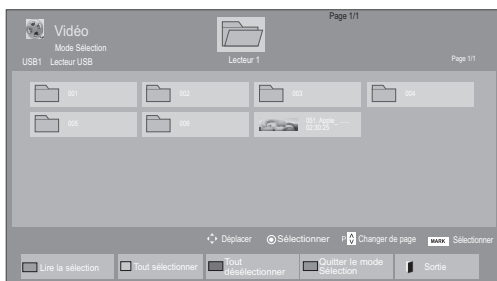 Page 1/1
Vidéo
Mode Sélection
USB1 Lecteur USB
Lecteur 1
Page 1/1
001 002 003 004
005 006 051. Apple_ ......
02:30:25
Déplacer Sélectionner P Changer de page MARK Sélectionner
Lire la sélection
Tout sélectionner
Tout désélectionner
Quitter le mode Sélection
Sortie